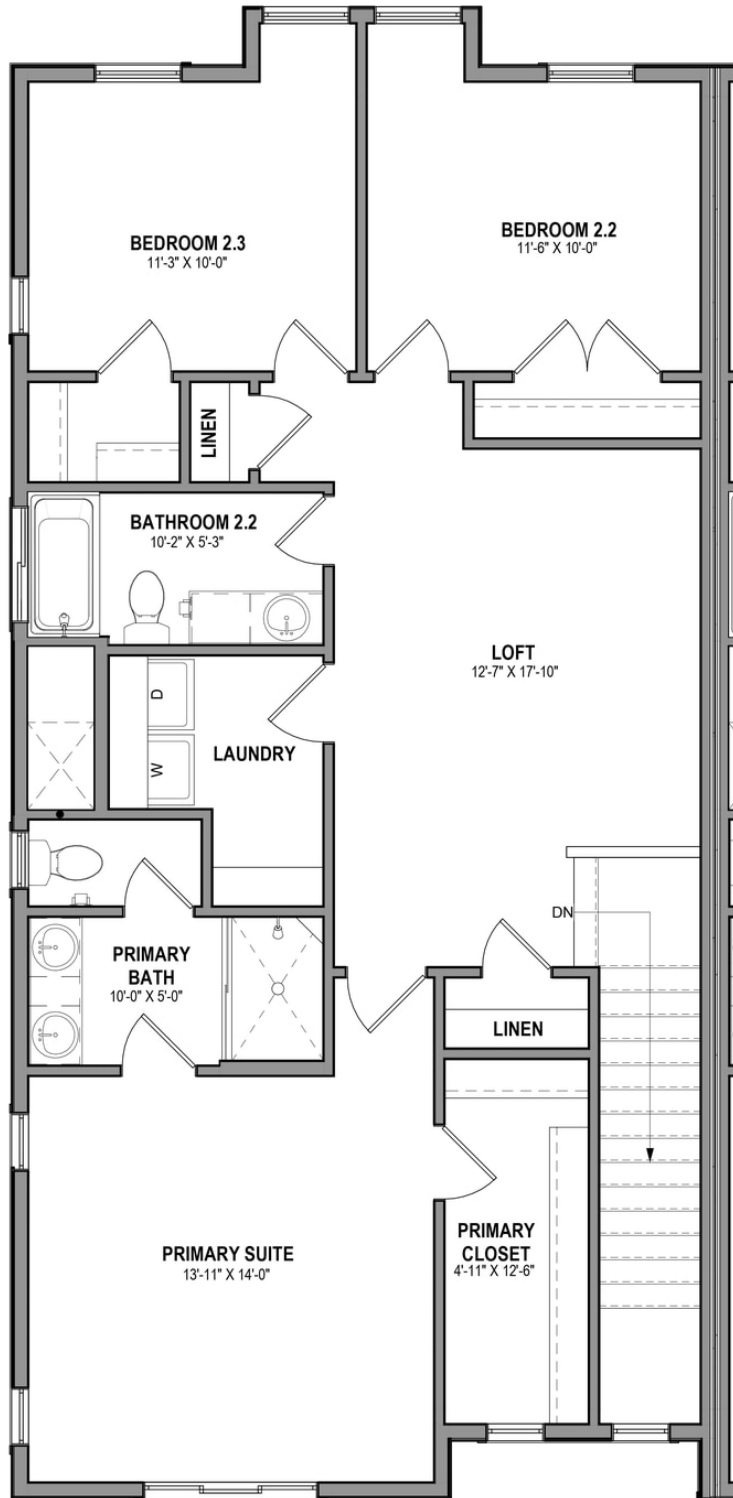 BEDROOM 2.3
11'-3" X 10'-0"
BEDROOM 2.2
11'-6" X 10'-0"
LINEN
BATHROOM 2.2
10'-2" X 5'-3"
LOFT
12'-7" X 17'-10"
D
W
LAUNDRY
DN
PRIMARY
BATH
10'-0" X 5'-0"
LINEN
PRIMARY SUITE
13'-11" X 14'-0"
PRIMARY
CLOSET
4'-11" X 12'-6"